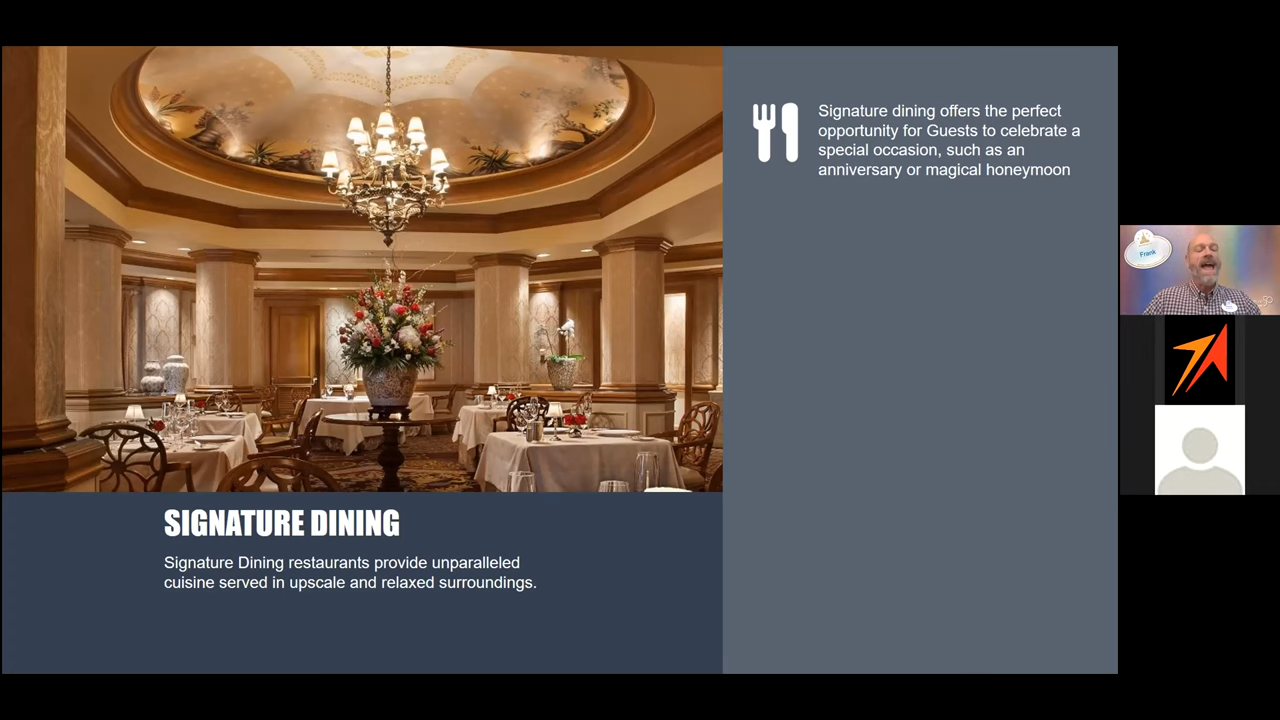 SIGNATURE DINING
Signature Dining restaurants provide unparalleled
cuisine served in upscale and relaxed surroundings.
Signature dining offers the perfect
opportunity for Guests to celebrate a
special occasion, such as an
anniversary or magical honeymoon
Frank
50